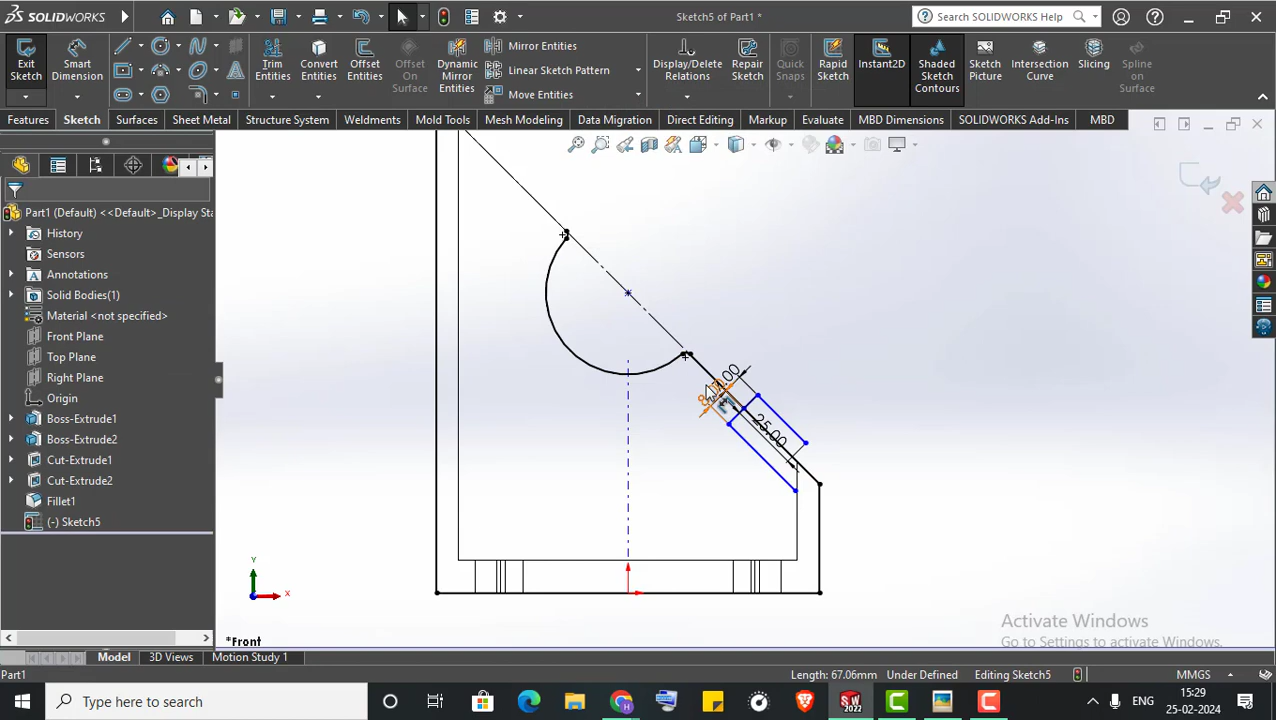 SOLIDWORKS
Sketch5 of Part1 *
Search SOLIDWORKS Help
Exit Sketch
Smart Dimension
Trim Entities
Convert Entities
Offset Entities
Offset On Surface
Dynamic Mirror Entities
Mirror Entities
Linear Sketch Pattern
Move Entities
Display/Delete Relations
Repair Sketch
Quick Snaps
Rapid Sketch
Instant2D
Shaded Sketch Contours
Sketch Picture
Intersection Curve
Slicing
Spline on Surface
Features Sketch Surfaces Sheet Metal Structure System Weldments Mold Tools Mesh Modeling Data Migration Direct Editing Markup Evaluate MBD Dimensions SOLIDWORKS Add-Ins MBD
Part1 (Default) <<Default>_Display Sta
History
Sensors
Annotations
Solid Bodies(1)
Material <not specified>
Front Plane
Top Plane
Right Plane
Origin
Boss-Extrude1
Boss-Extrude2
Cut-Extrude1
Cut-Extrude2
Fillet1
(-) Sketch5
25.00
Y
X
*Front
Activate Windows
Go to Settings to activate Windows.
Model 3D Views Motion Study 1
Part1
Length: 67.06mm Under Defined Editing Sketch5 MMGS
Type here to search
SW
2022
ENG
15:29
25-02-2024